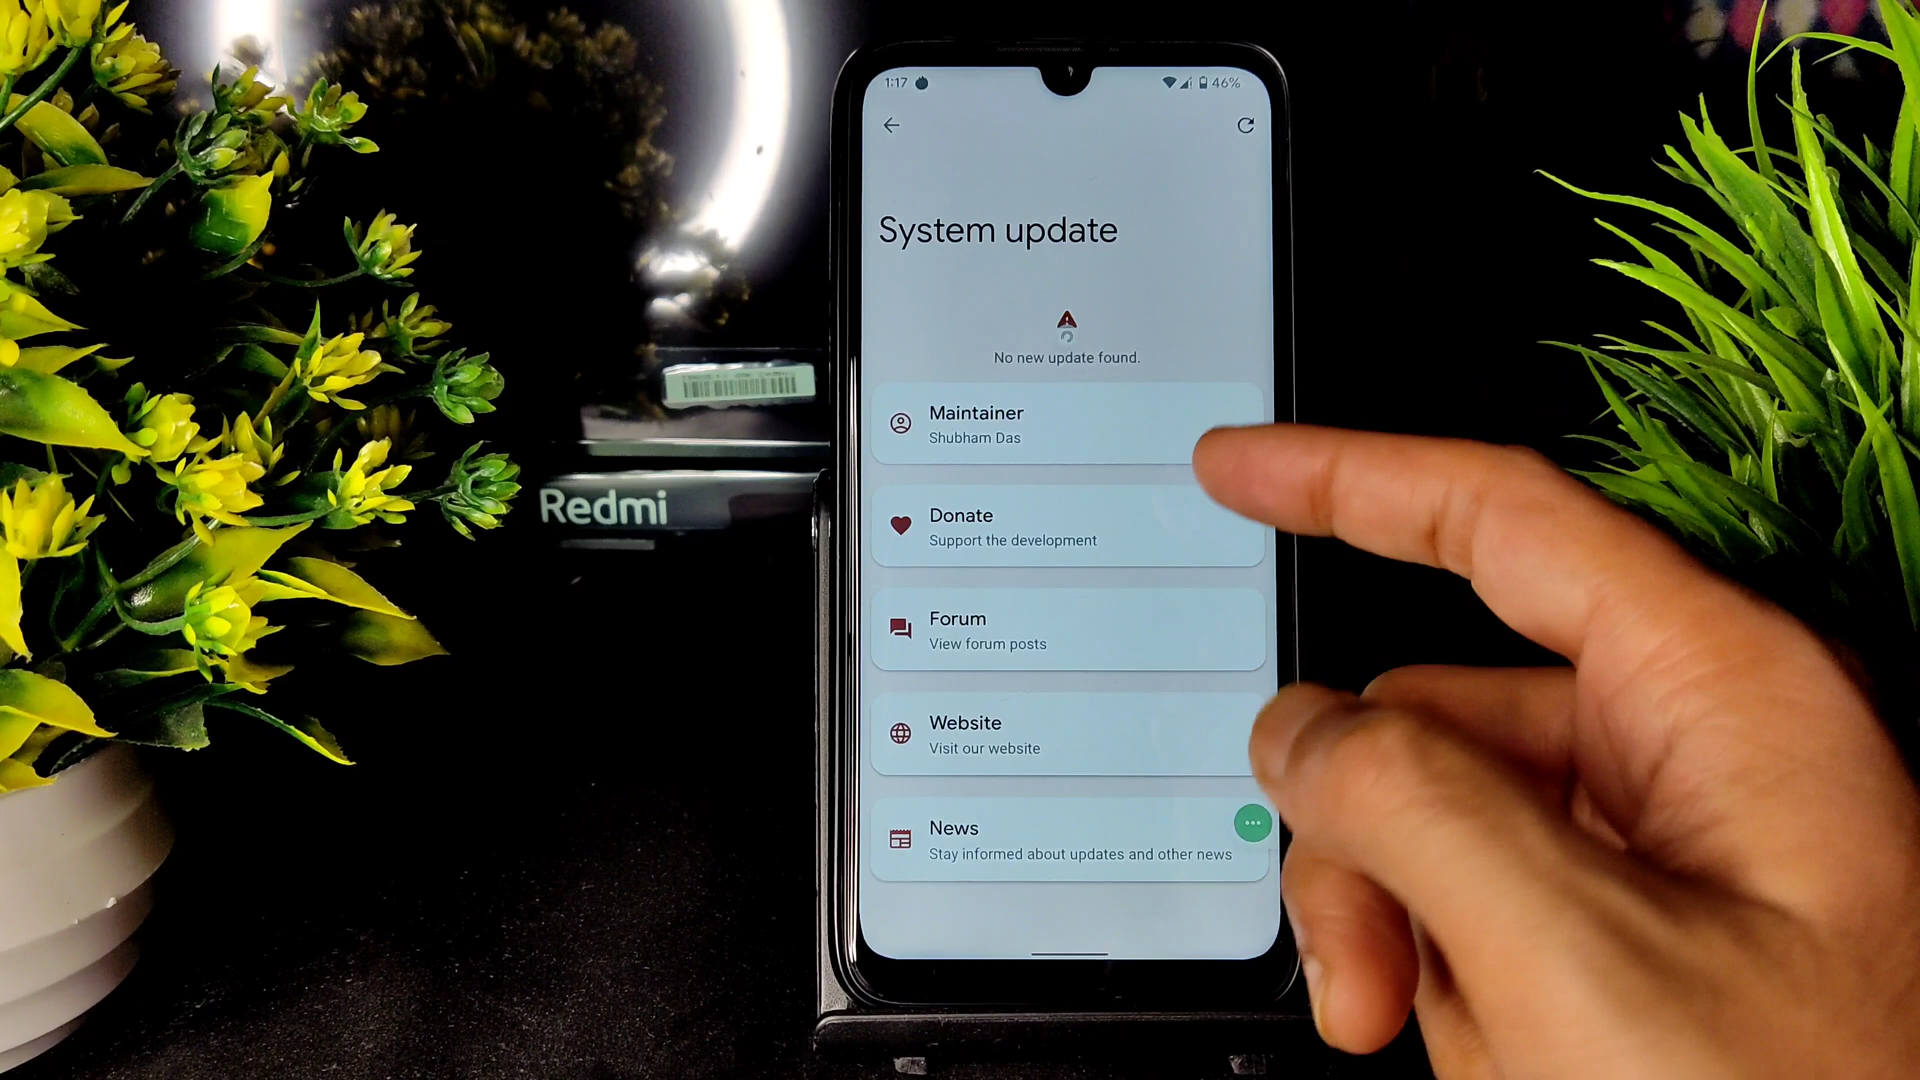 1:17
46%
System update
No new update found.
Maintainer
Shubham Das
Donate
Support the development
Forum
View forum posts
Website
Visit our website
News
Stay informed about updates and other news
Redmi